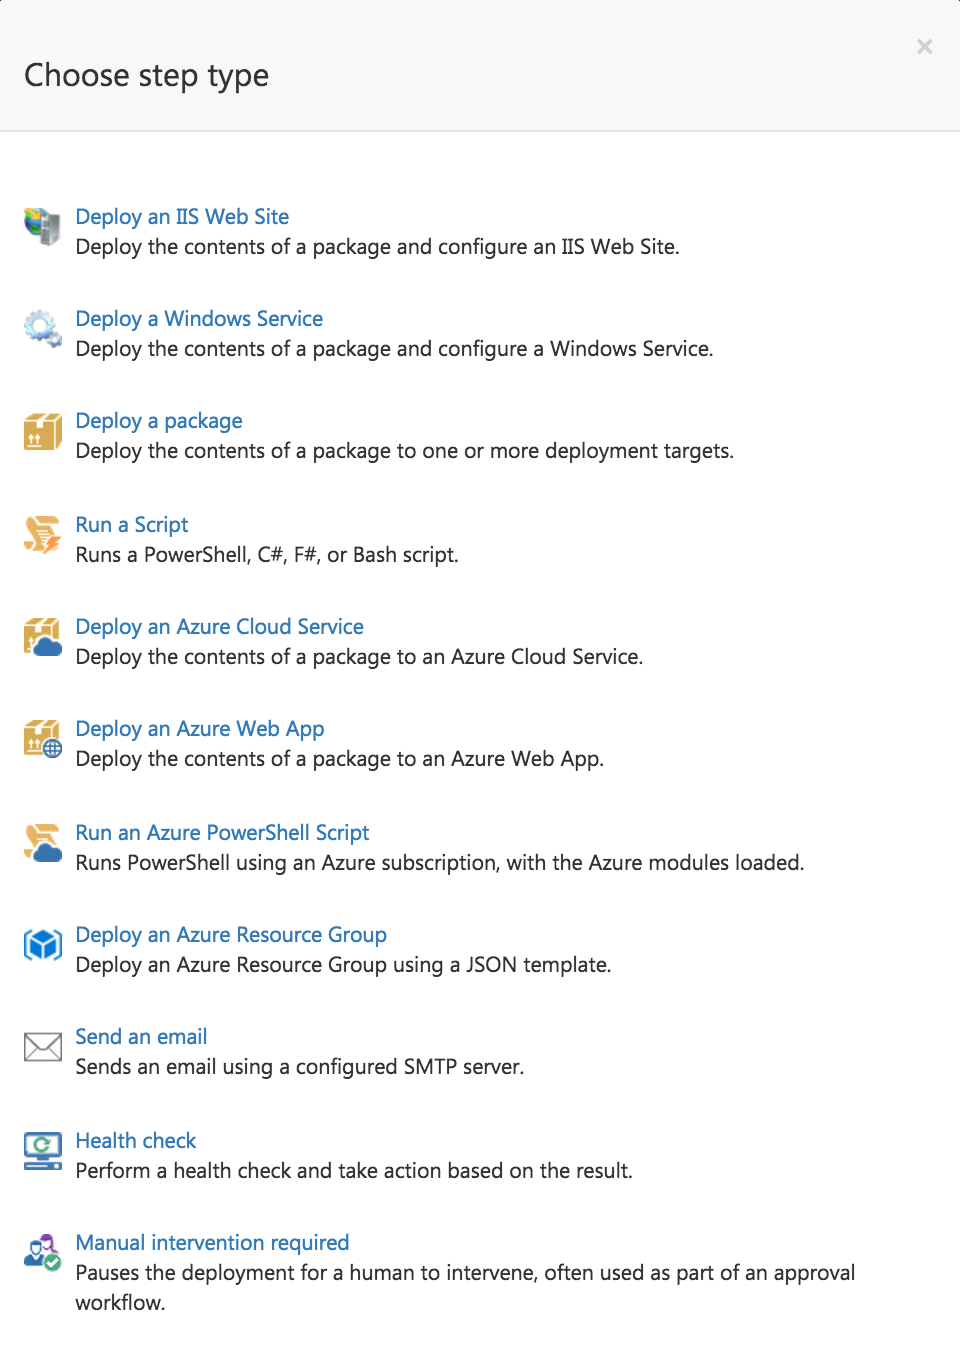 Choose step type
×
Deploy an IIS Web Site
Deploy the contents of a package and configure an IIS Web Site.
Deploy a Windows Service
Deploy the contents of a package and configure a Windows Service.
Deploy a package
Deploy the contents of a package to one or more deployment targets.
Run a Script
Runs a PowerShell, C#, F#, or Bash script.
Deploy an Azure Cloud Service
Deploy the contents of a package to an Azure Cloud Service.
Deploy an Azure Web App
Deploy the contents of a package to an Azure Web App.
Run an Azure PowerShell Script
Runs PowerShell using an Azure subscription, with the Azure modules loaded.
Deploy an Azure Resource Group
Deploy an Azure Resource Group using a JSON template.
Send an email
Sends an email using a configured SMTP server.
Health check
Perform a health check and take action based on the result.
Manual intervention required
Pauses the deployment for a human to intervene, often used as part of an approval
workflow.